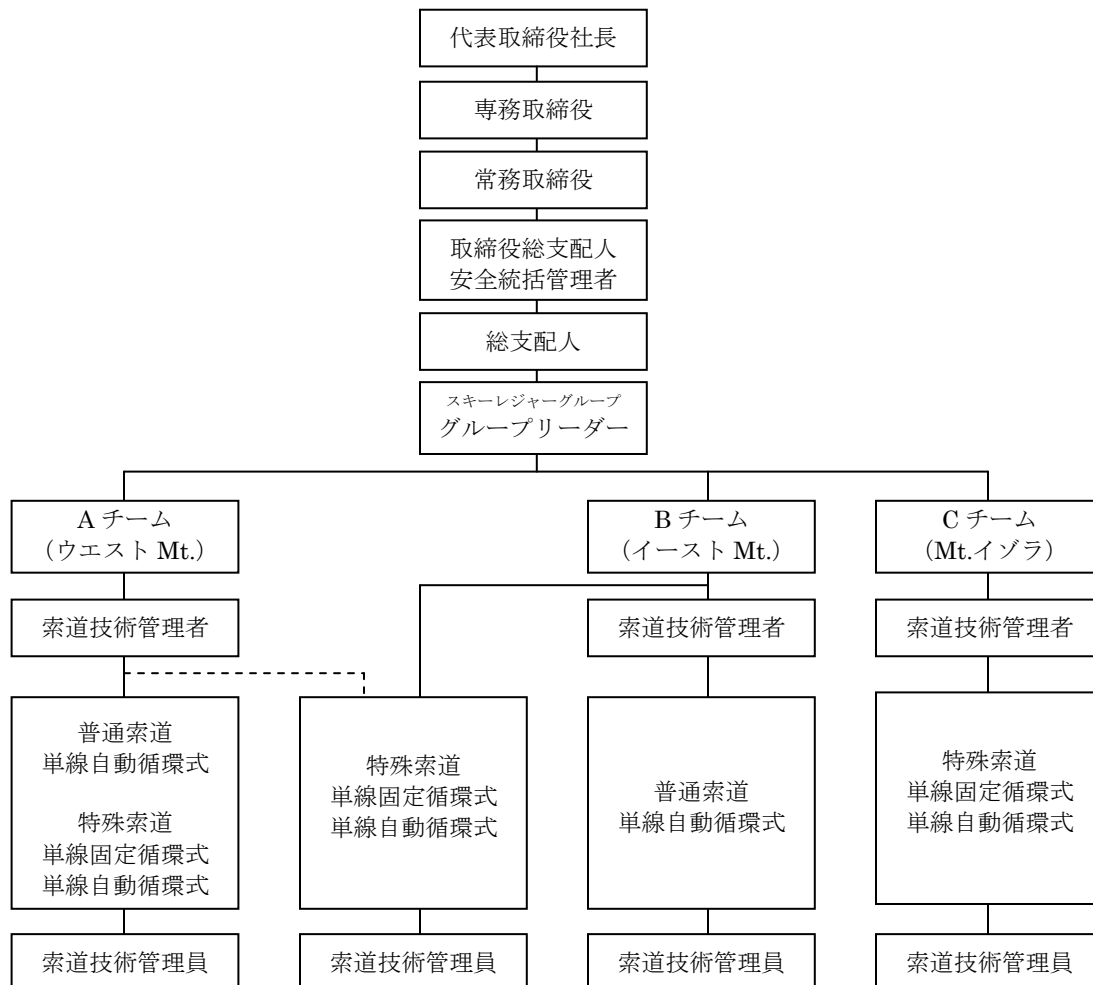 代表取締役社長
専務取締役
常務取締役
取締役総支配人
安全統括管理者
総支配人
スキーレジャーグループ
グループリーダー
A チーム
（ウエスト Mt.）
B チーム
（イースト Mt.）
C チーム
（Mt.イゾラ）
索道技術管理者
索道技術管理者
索道技術管理者
普通索道
単線自動循環式
特殊索道
単線固定循環式
単線自動循環式
特殊索道
単線固定循環式
単線自動循環式
普通索道
単線自動循環式
特殊索道
単線固定循環式
単線自動循環式
索道技術管理員
索道技術管理員
索道技術管理員
索道技術管理員